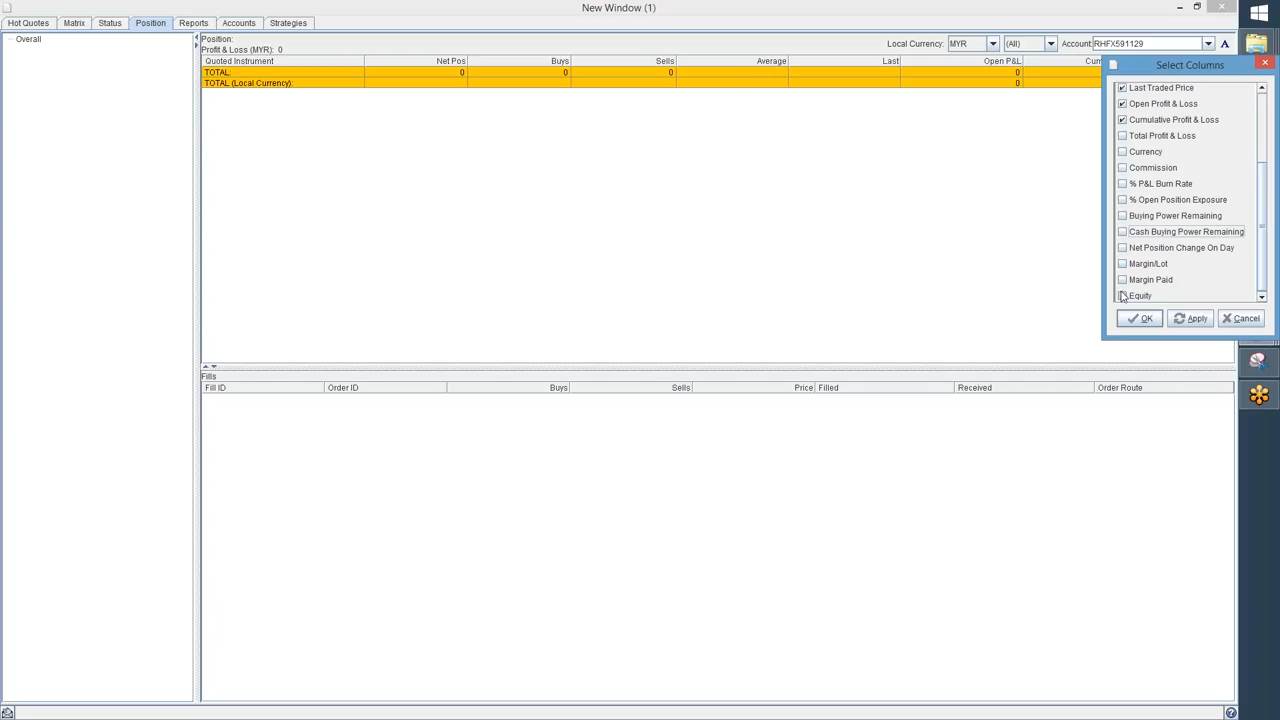 New Window (1)
Hot Quotes Matrix Status Position Reports Accounts Strategies
Overall
Position:
Profit & Loss (MYR): 0
Local Currency: MYR (All) Account: RHFX591129 A
Quoted Instrument Net Pos Buys Sells Average Last Open P&L Cum
TOTAL: 0 0 0 0
TOTAL (Local Currency): 0
Select Columns
Last Traded Price
Open Profit & Loss
Cumulative Profit & Loss
Total Profit & Loss
Currency
Commission
% P&L Burn Rate
% Open Position Exposure
Buying Power Remaining
Cash Buying Power Remaining
Net Position Change On Day
Margin/Lot
Margin Paid
Equity
OK Apply Cancel
Fills
Fill ID Order ID Buys Sells Price Filled Received Order Route